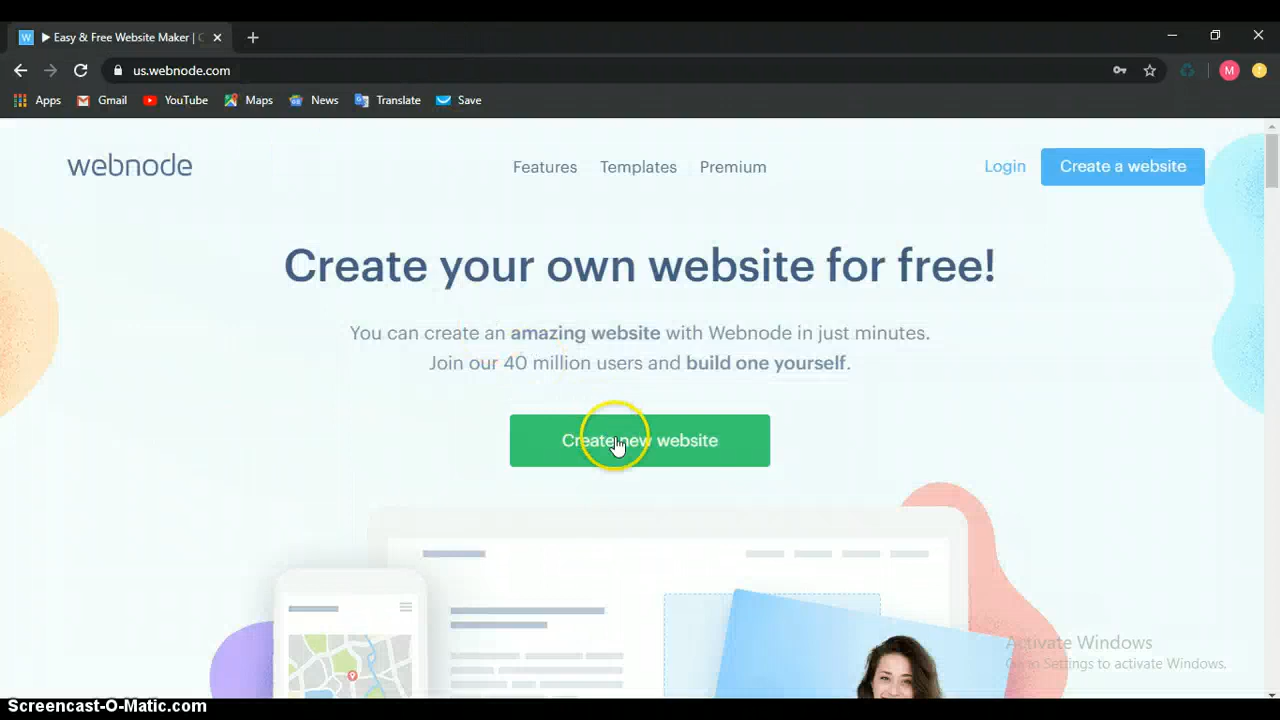 W ▶ Easy & Free Website Maker |
us.webnode.com
M
Apps Gmail YouTube Maps News Translate Save
webnode Features Templates Premium Login Create a website
Create your own website for free!
You can create an amazing website with Webnode in just minutes.
Join our 40 million users and build one yourself.
Create new website
Activate Windows
Go to Settings to activate Windows.
Screencast-O-Matic.com